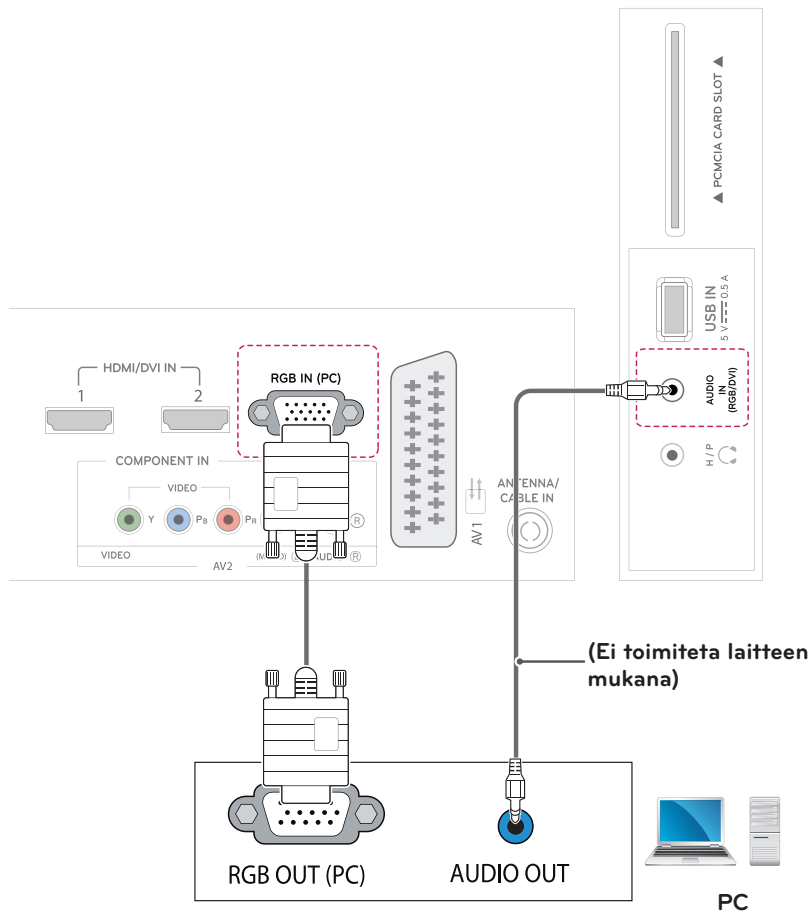 ▲ PCMCIA CARD SLOT ▲
USB IN
5 V 0.5 A
AUDIO
IN
(RGB/DVI)
H / P
HDMI/DVI IN
1
2
RGB IN (PC)
COMPONENT IN
VIDEO
Y
PB
PR
R
VIDEO
AV2
R
AV1
ANTENNA/
CABLE IN
(Ei toimiteta laitteen
mukana)
RGB OUT (PC)
AUDIO OUT
PC